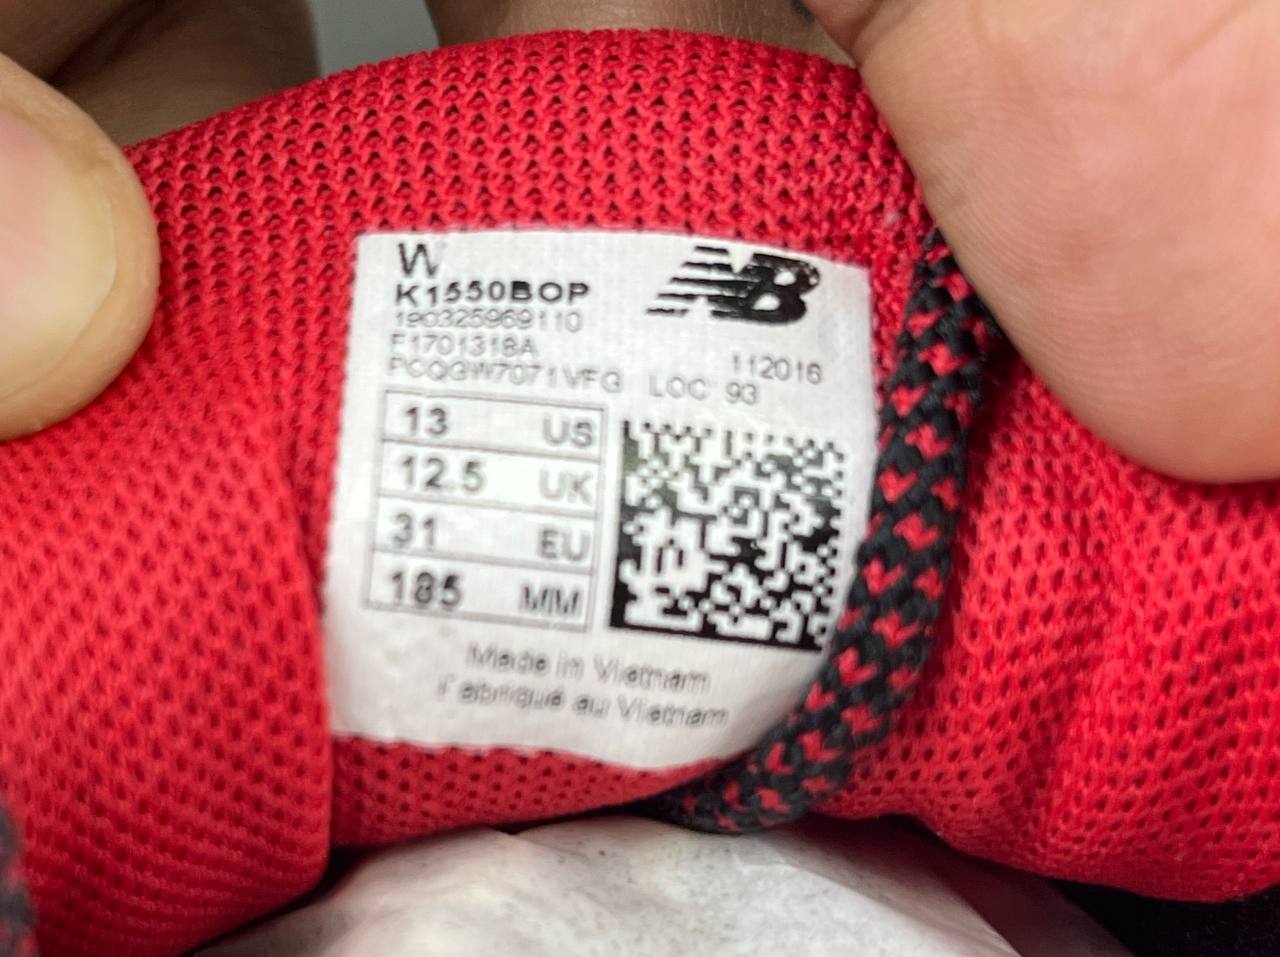 W
NB
K1550BOP
190325969110
F1701318A
112016
PCQGW7071VFG LOC 93
13 US
12.5 UK
31 EU
185 MM
Made in Vietnam
Fabriqué au Vietnam